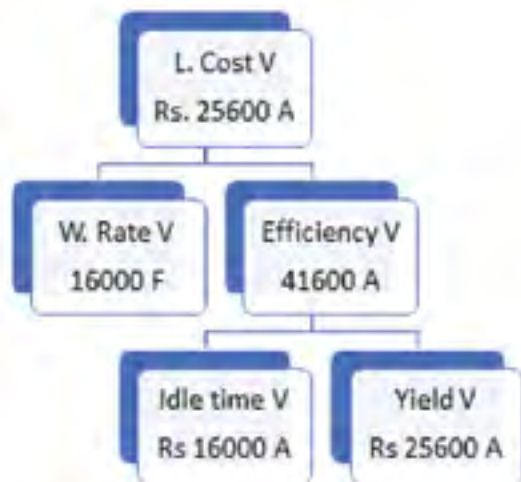 L. Cost V
Rs. 25600 A
W. Rate V
16000 F
Efficiency V
41600 A
Idle time V
Rs 16000 A
Yield V
Rs 25600 A